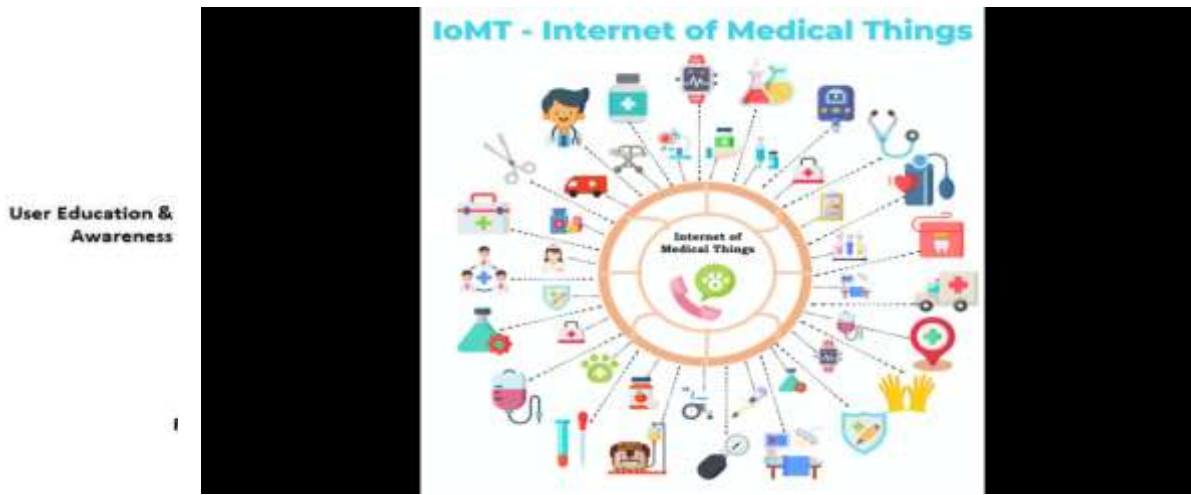 IoMT - Internet of Medical Things
User Education &
Awareness
Internet of
Medical Things